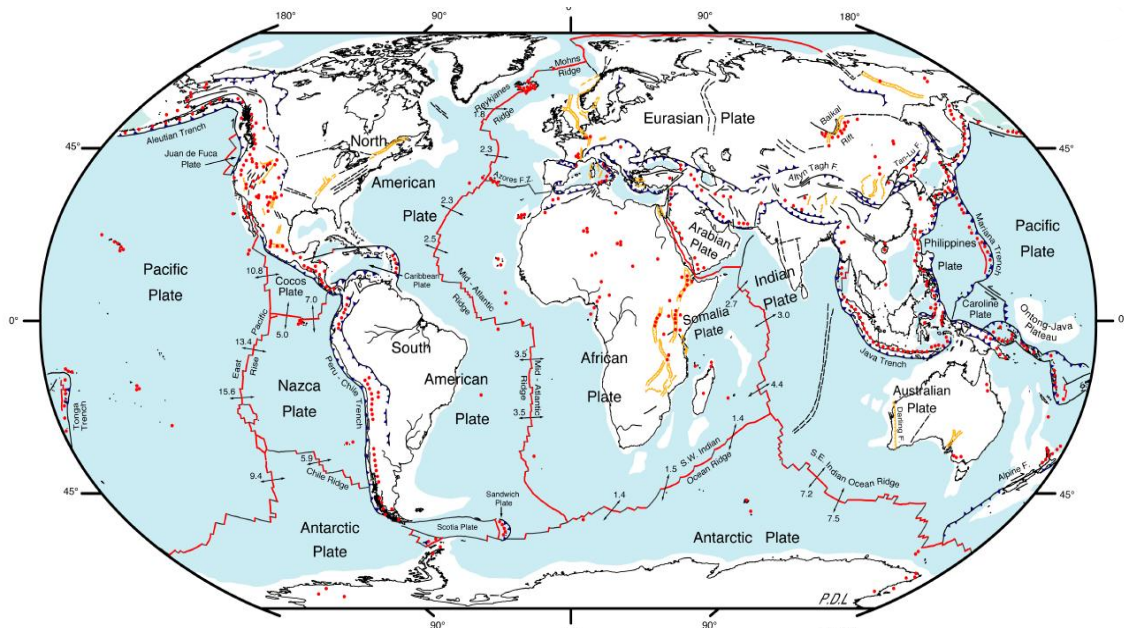 180°
90°
0
90°
180°
Mohns
Ridge
Reykjanes
Ridge
1.8
Aleutian Trench
45°
Juan de Fuca
Plate
North
American
Plate
2.3
Azores F.Z.
2.3
2.5
Eurasian Plate
Baikal
Rift
Tan-Lu F.
Altyn Tagh F.
45°
Pacific
Plate
Mariana Trench
Philippines
Plate
Arabian
Plate
Indian
Plate
Pacific
Plate
10.8
Cocos
Plate
7.0
5.0
Caribbean
Plate
Mid - Atlantic
Ridge
2.7
3.0
Somalia
Plate
Caroline
Plate
Ontong-Java
Plateau
0°
0
East Pacific
Rise
13.4
15.6
Nazca
Plate
Peru - Chile Trench
South
American
Plate
3.5
3.5
Mid - Atlantic
Ridge
African
Plate
Java Trench
4.4
1.4
Australian
Plate
Darling F.
Tonga
Trench
5.9
Chile Ridge
9.4
S.W. Indian
Ocean Ridge
1.5
1.4
S.E. Indian Ocean Ridge
7.2
7.5
Alpine F.
45°
45°
Sandwich
Plate
Scotia Plate
Antarctic
Plate
Antarctic Plate
P.D.L
90°
0°
90°